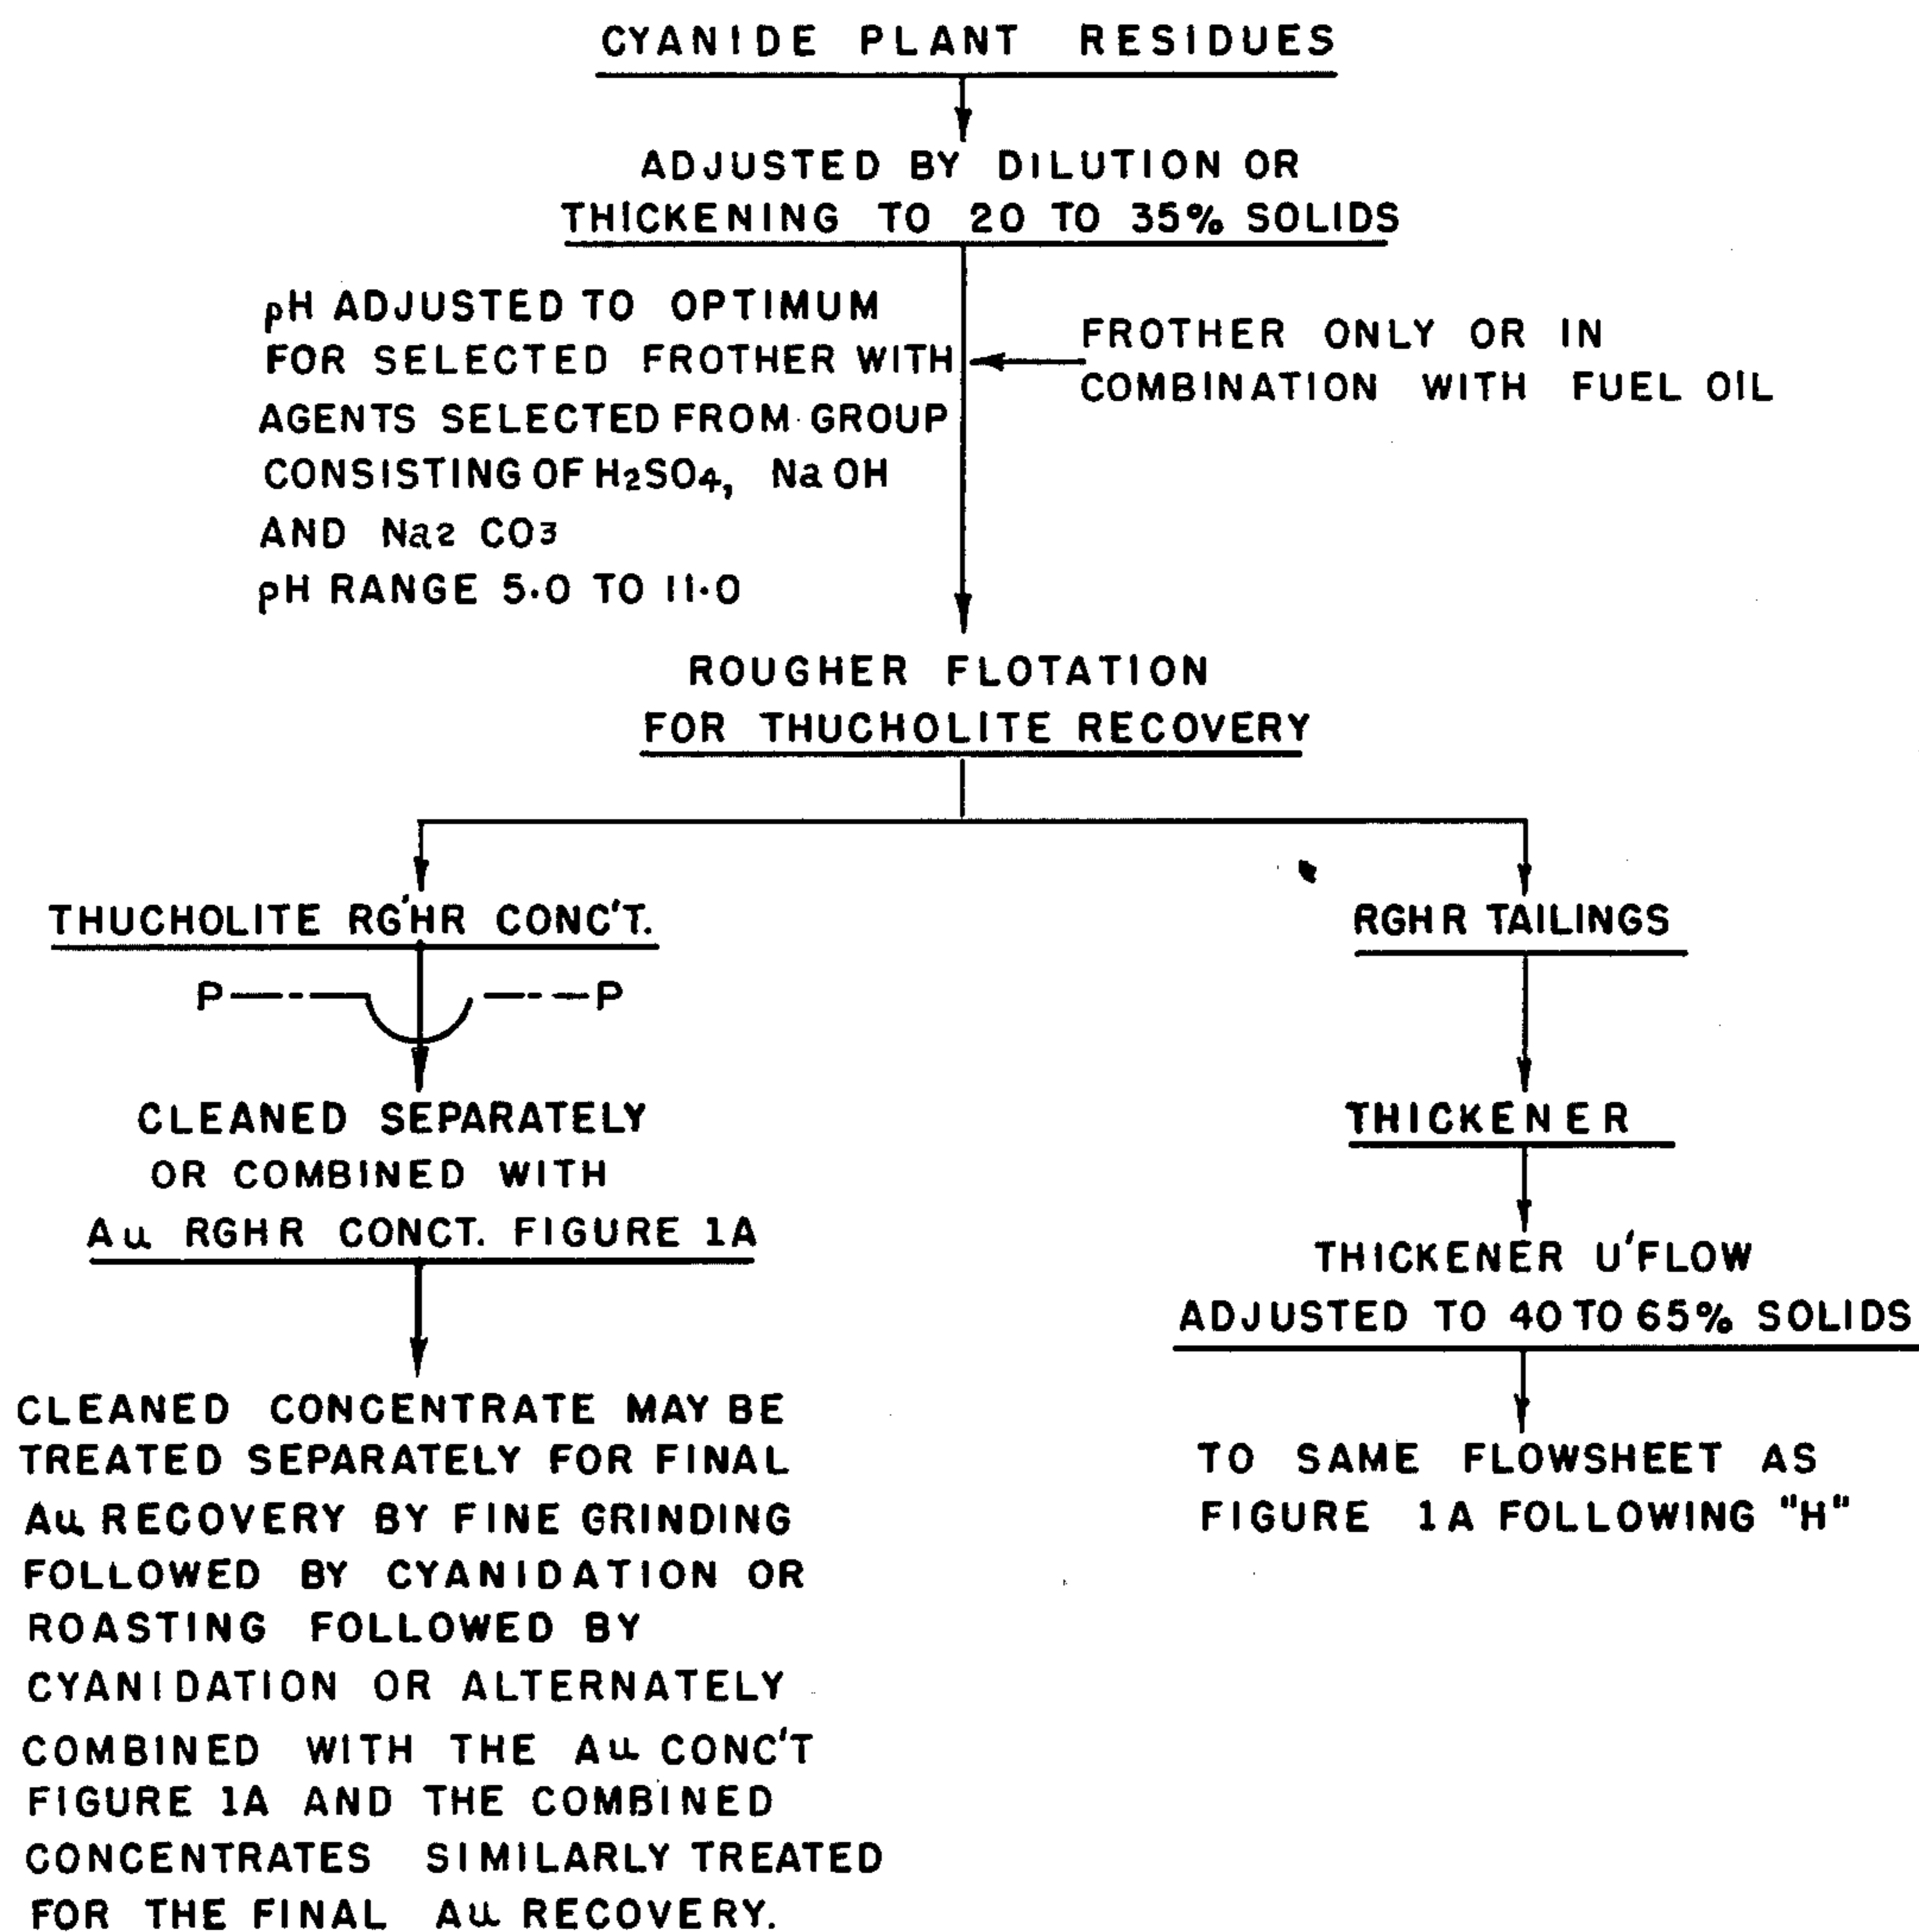 CYANIDE PLANT RESIDUES
ADJUSTED BY DILUTION OR
THICKENING TO 20 TO 35% SOLIDS
pH ADJUSTED TO OPTIMUM
FOR SELECTED FROTHER WITH
AGENTS SELECTED FROM GROUP
CONSISTING OF H2SO4, NaOH
AND Na2 CO3
pH RANGE 5.0 TO 11.0
FROTHER ONLY OR IN
COMBINATION WITH FUEL OIL
ROUGHER FLOTATION
FOR THUCHOLITE RECOVERY
THUCHOLITE RG'HR CONC'T.
P P
CLEANED SEPARATELY
OR COMBINED WITH
Au RGHR CONCT. FIGURE 1A
CLEANED CONCENTRATE MAY BE
TREATED SEPARATELY FOR FINAL
Au RECOVERY BY FINE GRINDING
FOLLOWED BY CYANIDATION OR
ROASTING FOLLOWED BY
CYANIDATION OR ALTERNATELY
COMBINED WITH THE Au CONC'T
FIGURE 1A AND THE COMBINED
CONCENTRATES SIMILARLY TREATED
FOR THE FINAL Au RECOVERY.
RGHR TAILINGS
THICKENER
THICKENER U'FLOW
ADJUSTED TO 40 TO 65% SOLIDS
TO SAME FLOWSHEET AS
FIGURE 1A FOLLOWING "H"